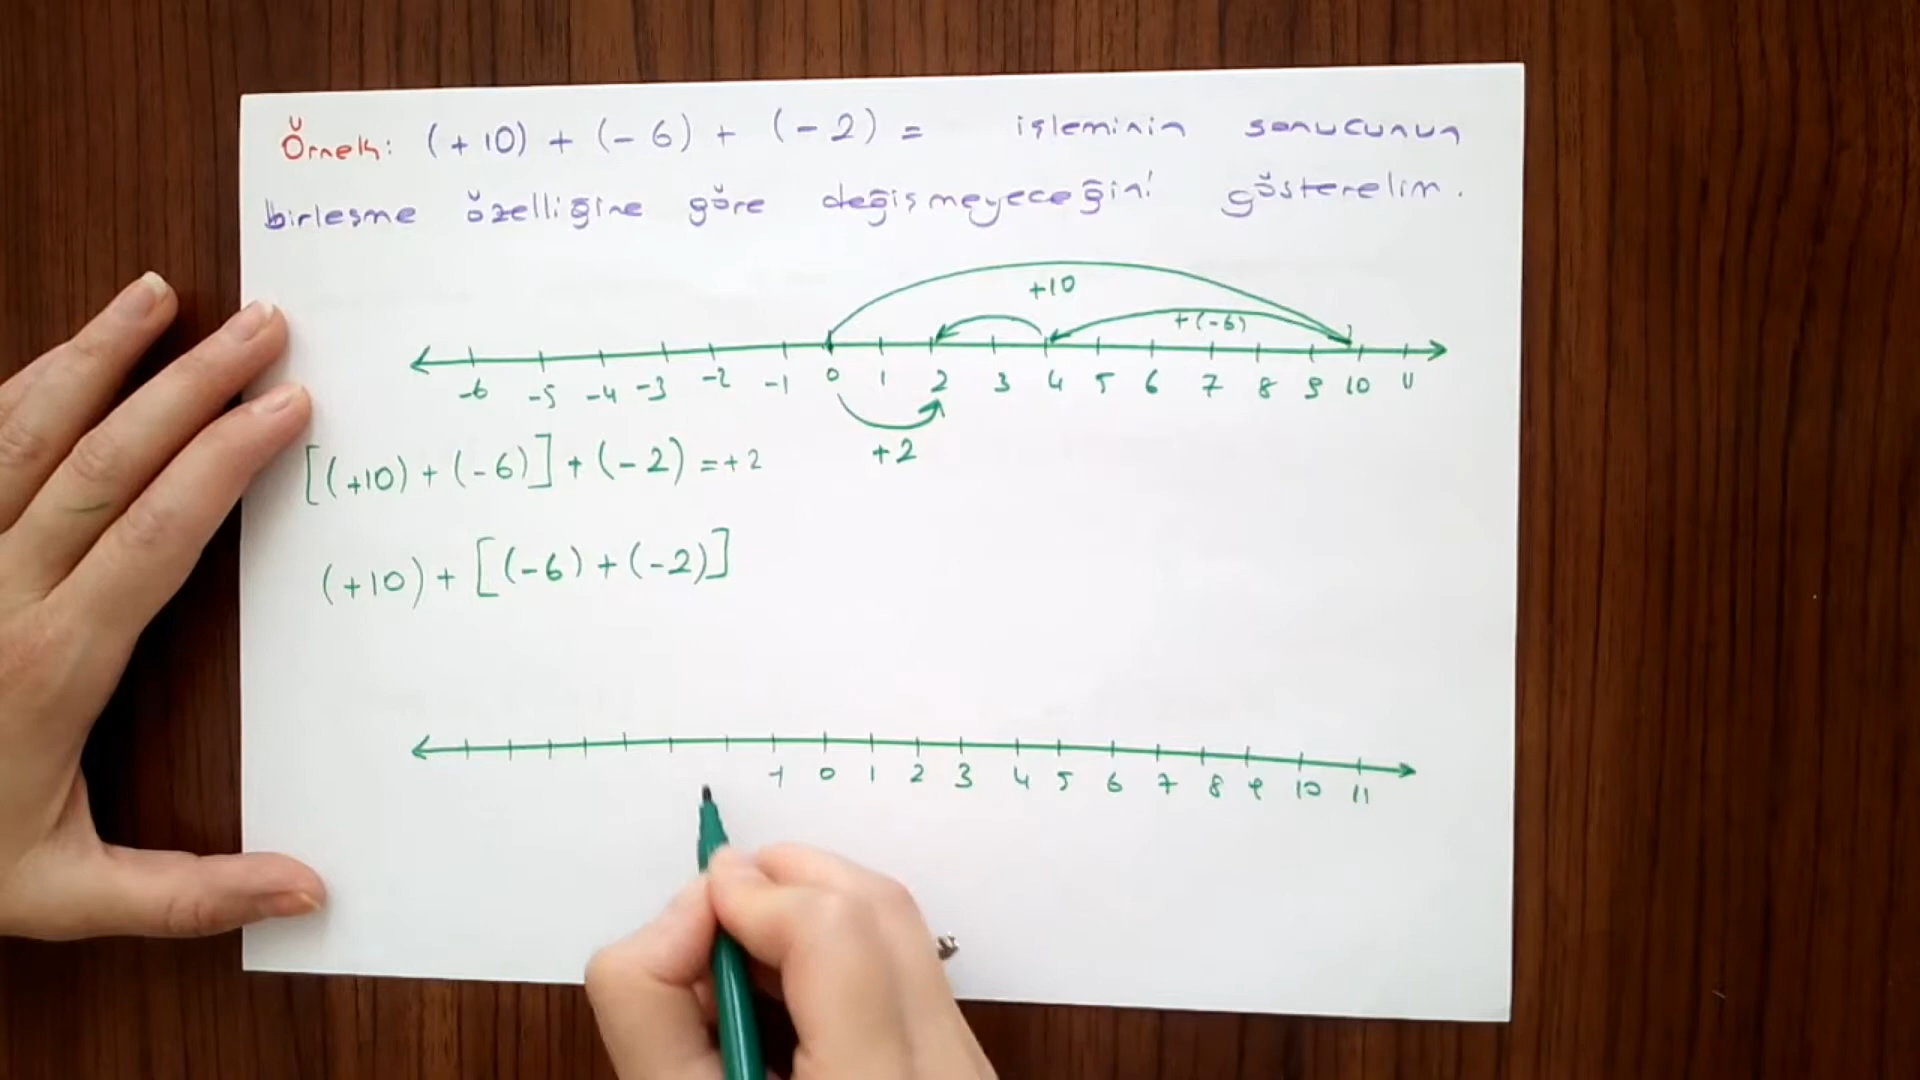 Örnek: (+10) + (-6) + (-2) = işleminin sonucunun
birleşme özelliğine göre değişmeyeceğini gösterelim.
+10
+(-6)
-6 -5 -4 -3 -2 -1 0 1 2 3 4 5 6 7 8 9 10 11
+2
[(+10) + (-6)] + (-2) = +2
(+10) + [(-6) + (-2)]
-1 0 1 2 3 4 5 6 7 8 9 10 11